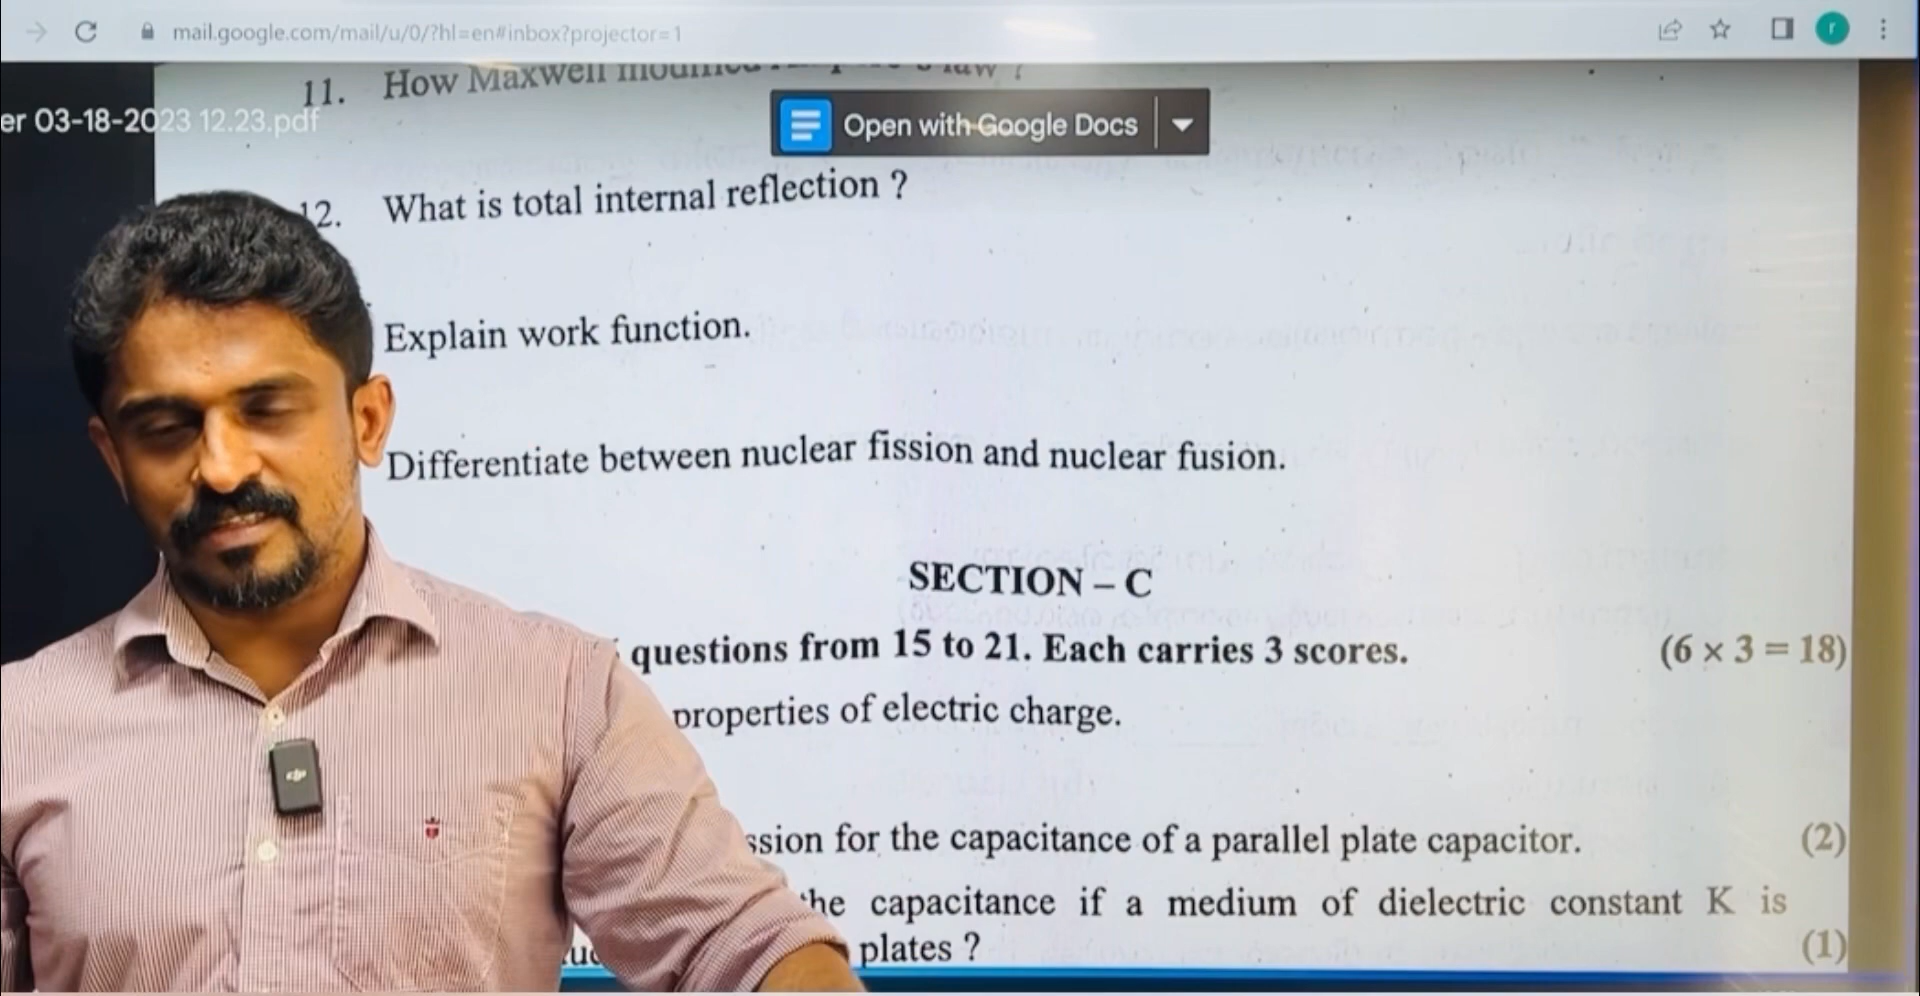 mail.google.com/mail/u/0/?hl=en#inbox?projector=1
r
er 03-18-2023 12.23.pdf
11. How Maxwell
Open with Google Docs
12. What is total internal reflection ?
Explain work function.
Differentiate between nuclear fission and nuclear fusion.
SECTION – C
questions from 15 to 21. Each carries 3 scores. (6 × 3 = 18)
properties of electric charge.
for the capacitance of a parallel plate capacitor. (2)
capacitance if a medium of dielectric constant K is
plates ? (1)